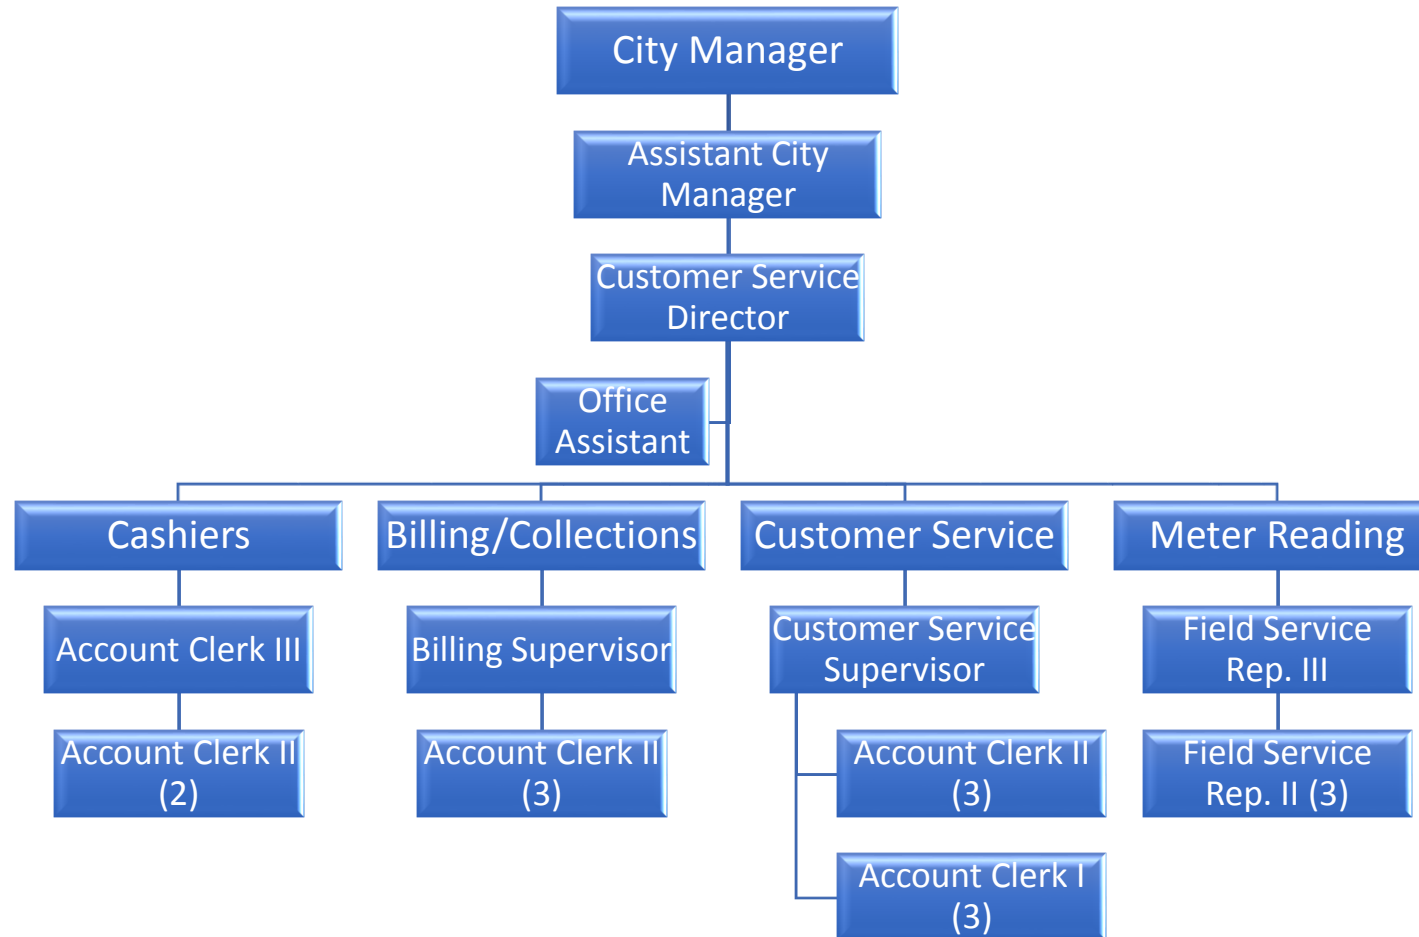 City Manager
Assistant City
Manager
Customer Service
Director
Office
Assistant
Cashiers
Billing/Collections
Customer Service
Meter Reading
Account Clerk III
Billing Supervisor
Customer Service
Supervisor
Field Service
Rep. III
Account Clerk II
(2)
Account Clerk II
(3)
Account Clerk II
(3)
Field Service
Rep. II (3)
Account Clerk I
(3)